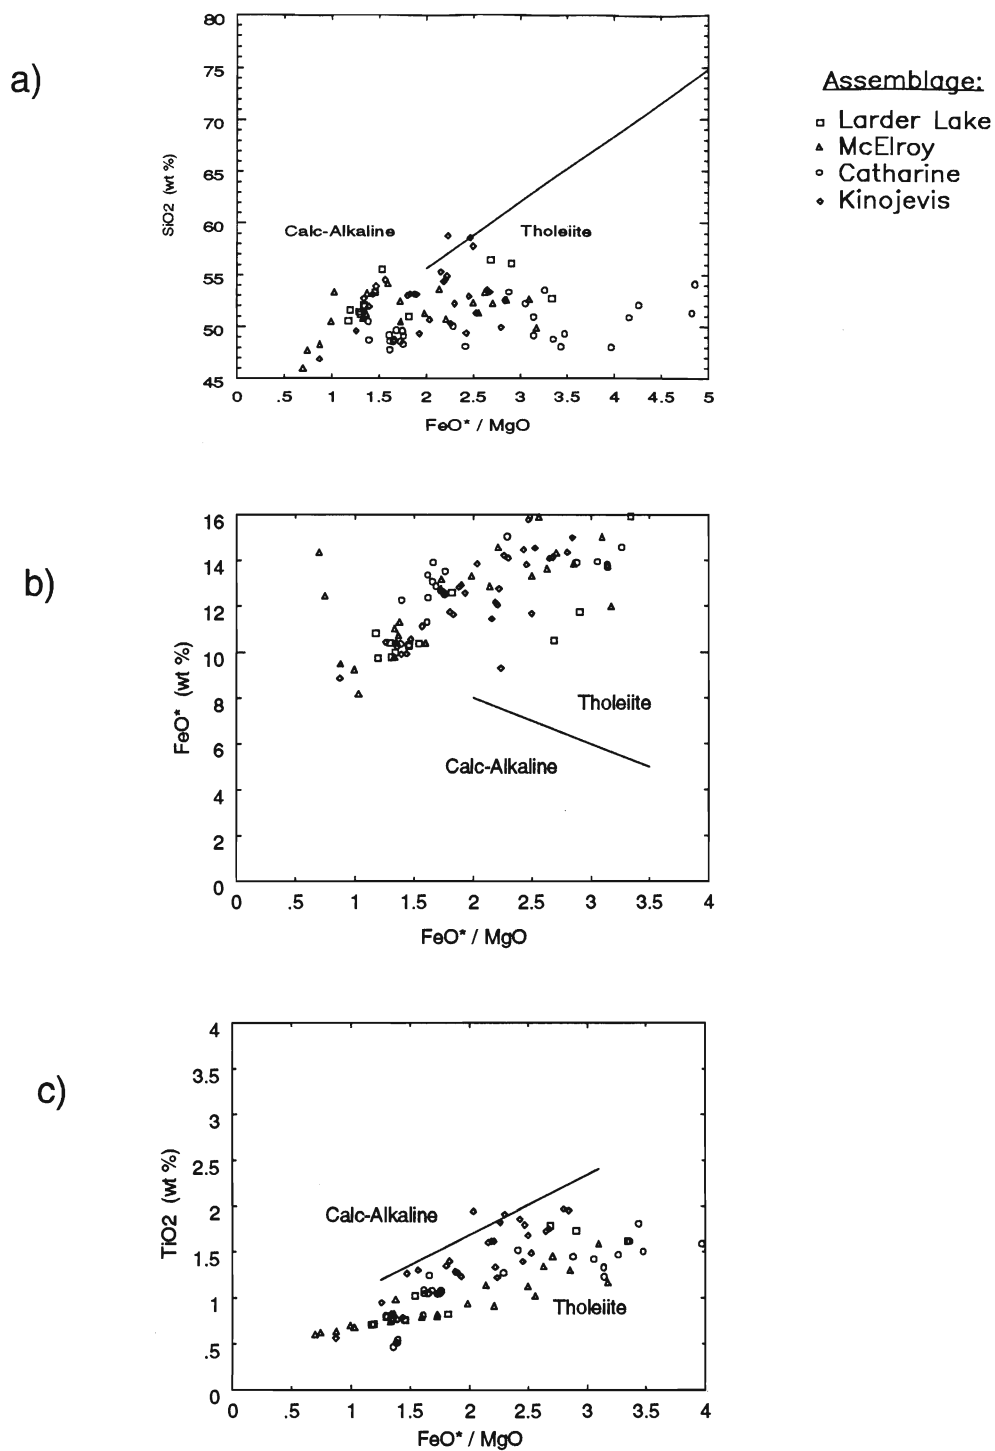 a)
80
75
70
65
60
55
50
45
SiO2 (wt %)
Calc-Alkaline
Tholeiite
0 .5 1 1.5 2 2.5 3 3.5 4 4.5 5
FeO* / MgO
Assemblage:
Larder Lake
McElroy
Catharine
Kinojevis
b)
16
14
12
10
8
6
4
2
0
FeO* (wt %)
Tholeiite
Calc-Alkaline
0 .5 1 1.5 2 2.5 3 3.5 4
FeO* / MgO
c)
4
3.5
3
2.5
2
1.5
1
.5
0
TiO2 (wt %)
Calc-Alkaline
Tholeiite
0 .5 1 1.5 2 2.5 3 3.5 4
FeO* / MgO